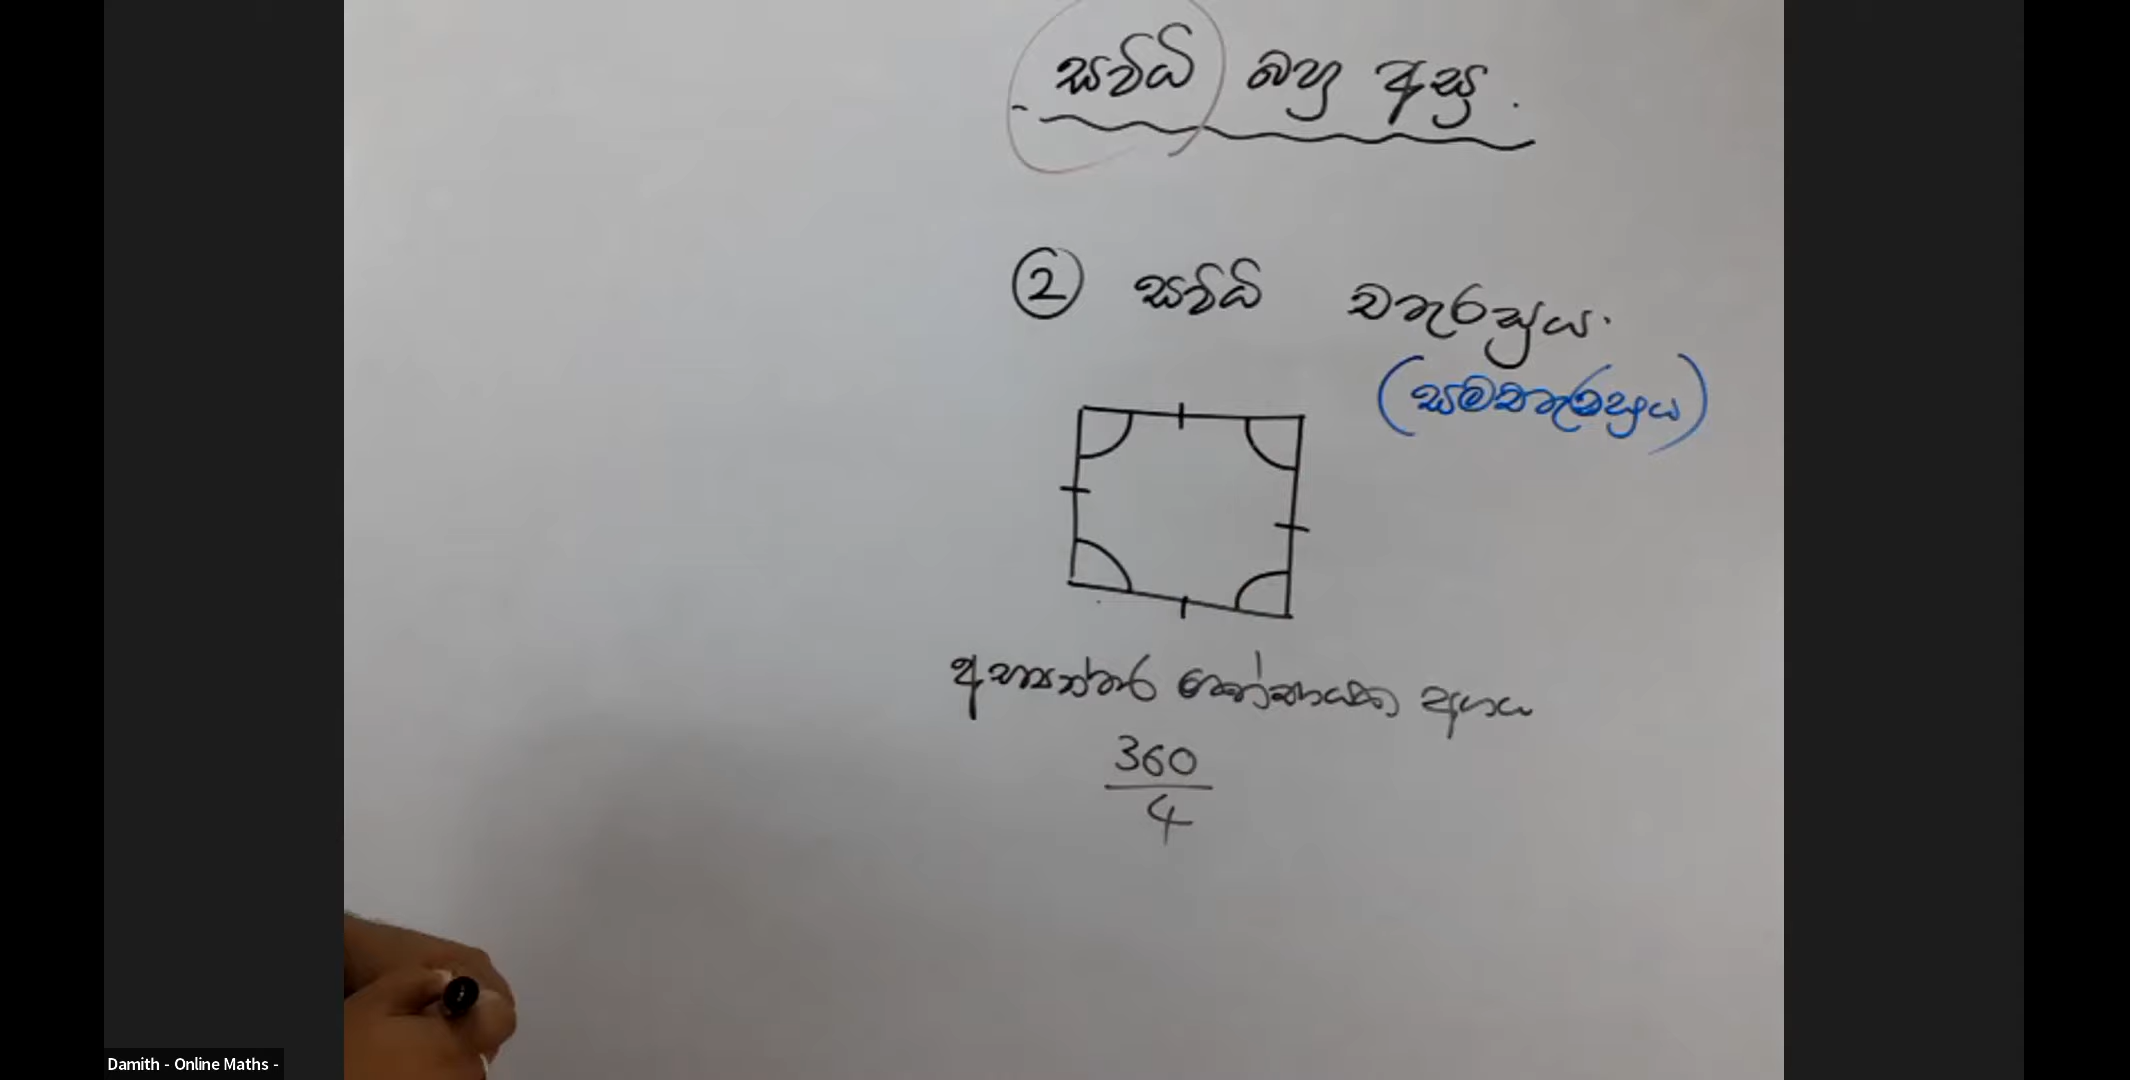 සවිධි බහු අස්‍ර.
② සවිධි චතුරස්‍රය.
(සමචතුරස්‍රය)
අභ්‍යන්තර කෝණයක අගය
360
4
Damith - Online Maths -